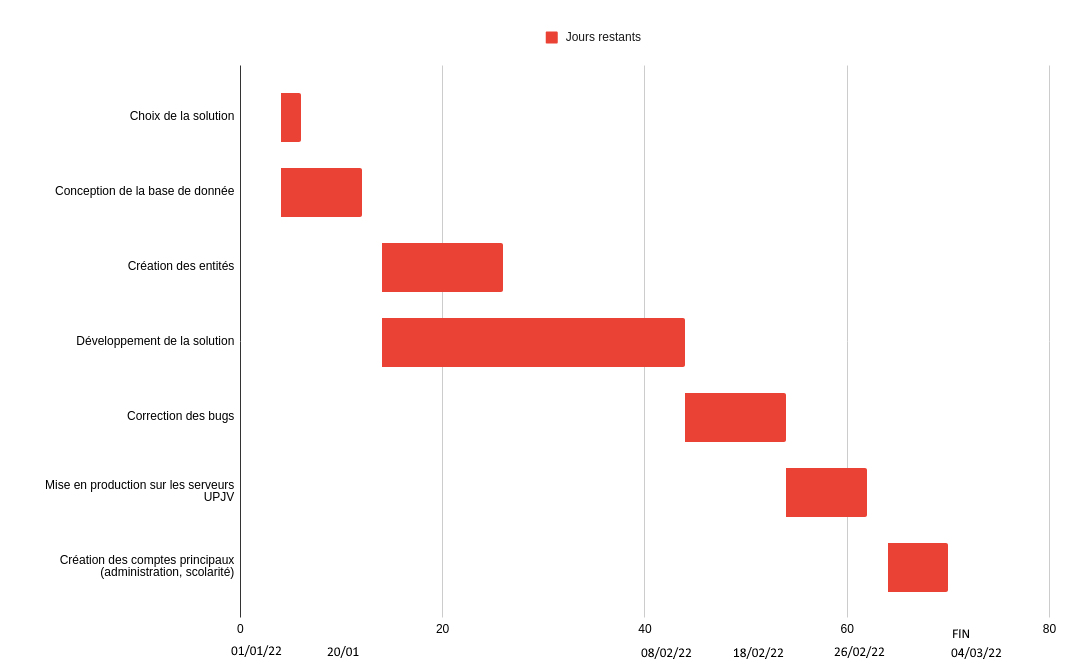 Jours restants
Choix de la solution
Conception de la base de donnée
Création des entités
Développement de la solution
Correction des bugs
Mise en production sur les serveurs
UPJV
Création des comptes principaux
(administration, scolarité)
0 20 40 60 80
FIN
01/01/22 20/01 08/02/22 18/02/22 26/02/22 04/03/22